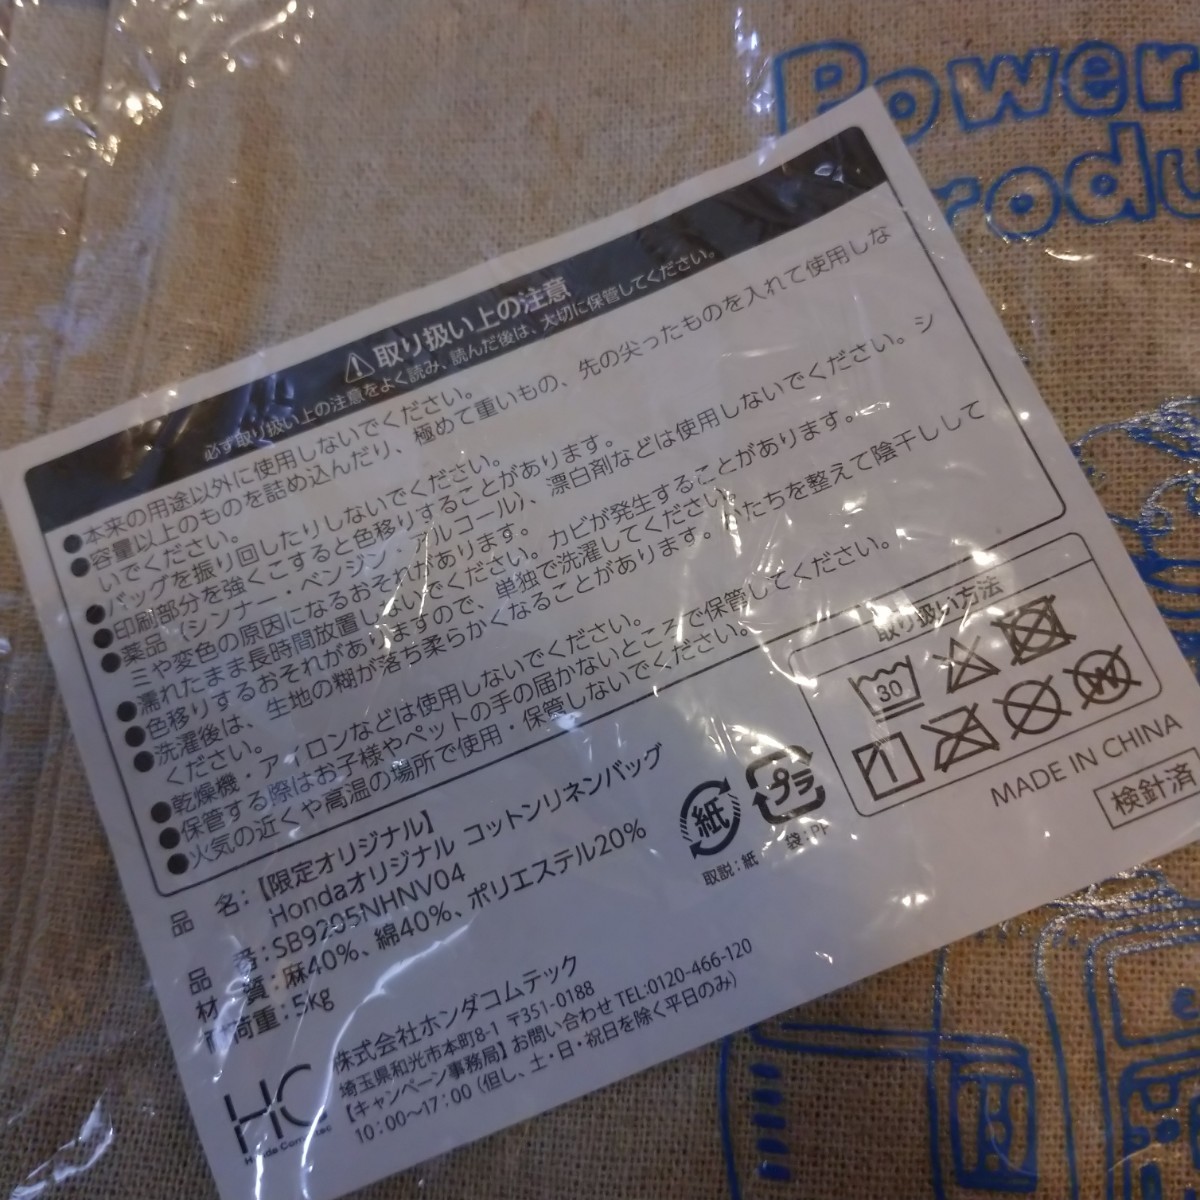 Power
rodu
⚠取り扱い上の注意
必ず取り扱い上の注意をよく読み、読んだ後は、大切に保管してください。
●本来の用途以外に使用しないでください。
●容量以上のものを詰め込んだり、極めて重いもの、先の尖ったものを入れて使用しな
いでください。
●バッグを振り回したりしないでください。
●印刷部分を強くこすると色移りすることがあります。
●薬品（シンナー・ベンジン・アルコール）、漂白剤などは使用しないでください。シ
ミや変色の原因になるおそれがあります。
●濡れたまま長時間放置しないでください。カビが発生することがあります。
●色移りするおそれがありますので、単独で洗濯してください。
●洗濯後は、生地の糊が落ち柔らかくなることがあります。かたちを整えて陰干しして
ください。
●乾燥機・アイロンなどは使用しないでください。
●保管する際はお子様やペットの手の届かないところで保管してください。
●火気の近くや高温の場所で使用・保管しないでください。
取り扱い方法
30
W
MADE IN CHINA
検針済
紙
プラ
取説：紙 袋：PP
品 名：【限定オリジナル】
Hondaオリジナル コットンリネンバッグ
品 番：SB9205NHNV04
材 質：麻40%、綿40%、ポリエステル20%
耐荷重：5kg
HC
Honda Comtec
株式会社ホンダコムテック
埼玉県和光市本町8-1 〒351-0188
【キャンペーン事務局】お問い合わせ TEL:0120-466-120
10：00～17：00（但し、土・日・祝日を除く平日のみ）